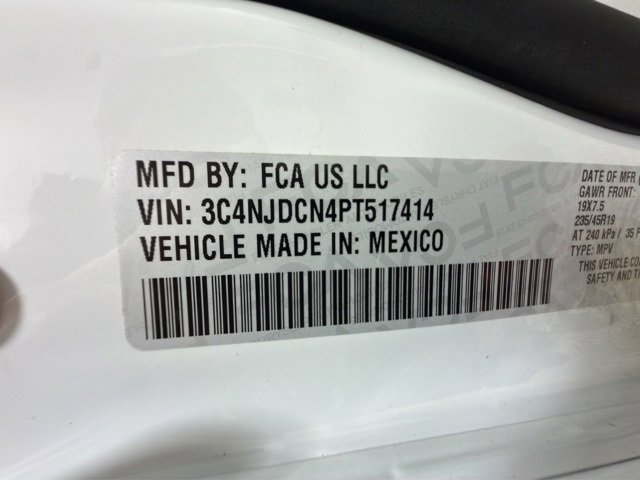 MFD BY: FCA US LLC
VIN: 3C4NJDCN4PT517414
VEHICLE MADE IN: MEXICO
DATE OF MFR
GAWR FRONT:
19X7.5
235/45R19
AT 240 kPa / 35
TYPE: MPV
THIS VEHICLE
SAFETY AND